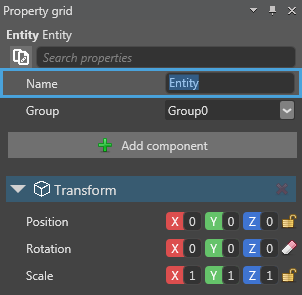 Property grid
Entity Entity
Search properties
Name Entity
Group Group0
Add component
Transform
Position X 0 Y 0 Z 0
Rotation X 0 Y 0 Z 0
Scale X 1 Y 1 Z 1